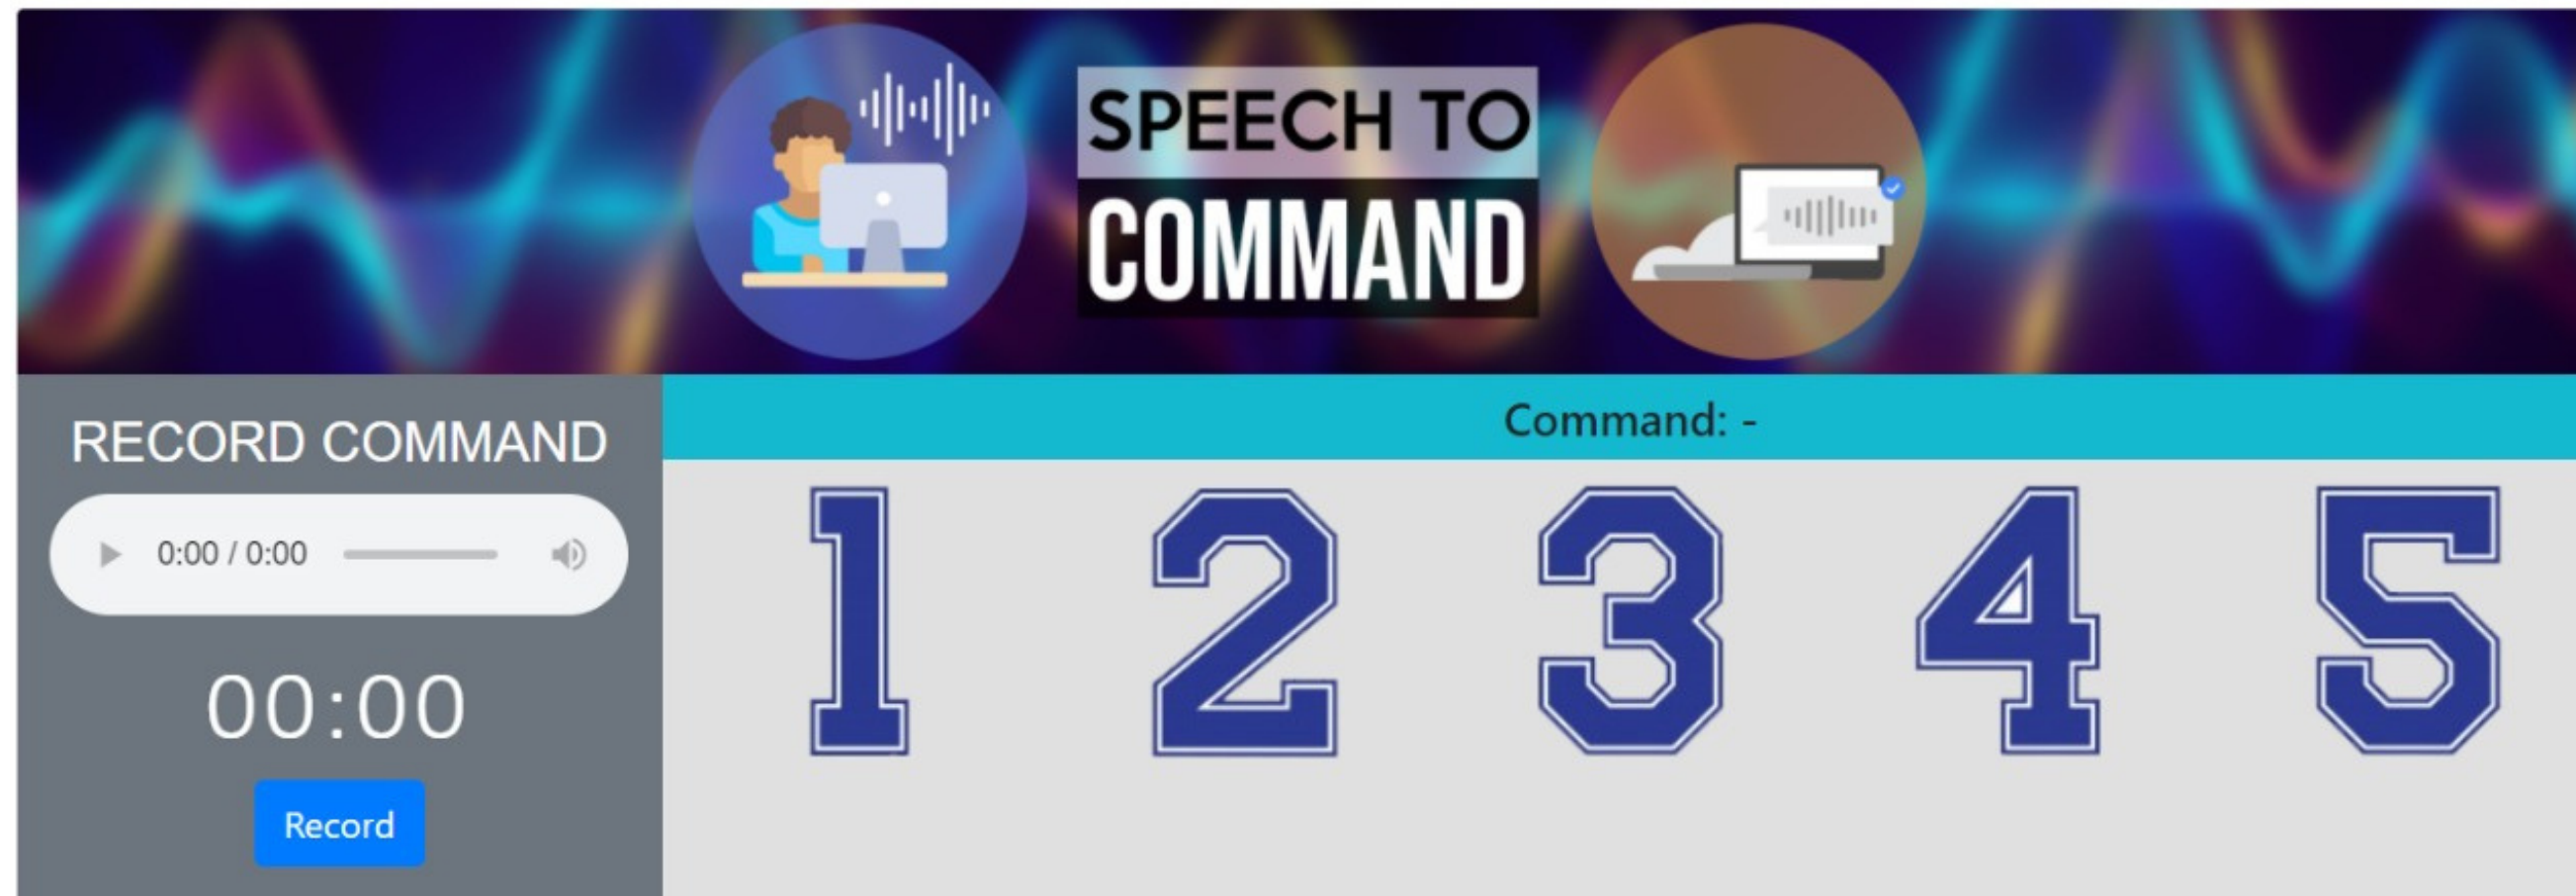 SPEECH TO
COMMAND
RECORD COMMAND
0:00 / 0:00
00:00
Record
Command: -
1 2 3 4 5